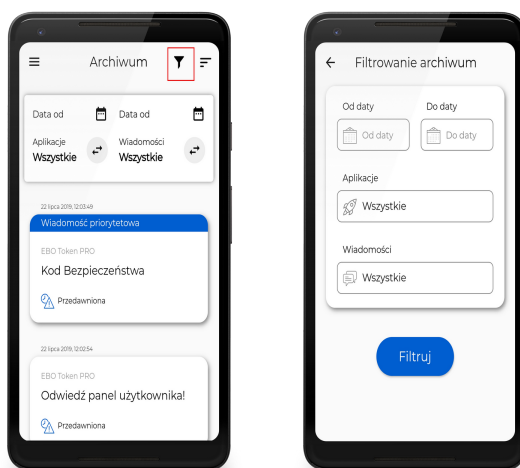 Archiwum
Data od
Data od
Aplikacje
Wszystkie
Wiadomości
Wszystkie
22 lipca 2019, 12:03:49
Wiadomość priorytetowa
EBO Token PRO
Kod Bezpieczeństwa
Przedawniona
22 lipca 2019, 12:02:54
EBO Token PRO
Odwiedź panel użytkownika!
Przedawniona
Filtrowanie archiwum
Od daty
Do daty
Od daty
Do daty
Aplikacje
Wszystkie
Wiadomości
Wszystkie
Filtruj